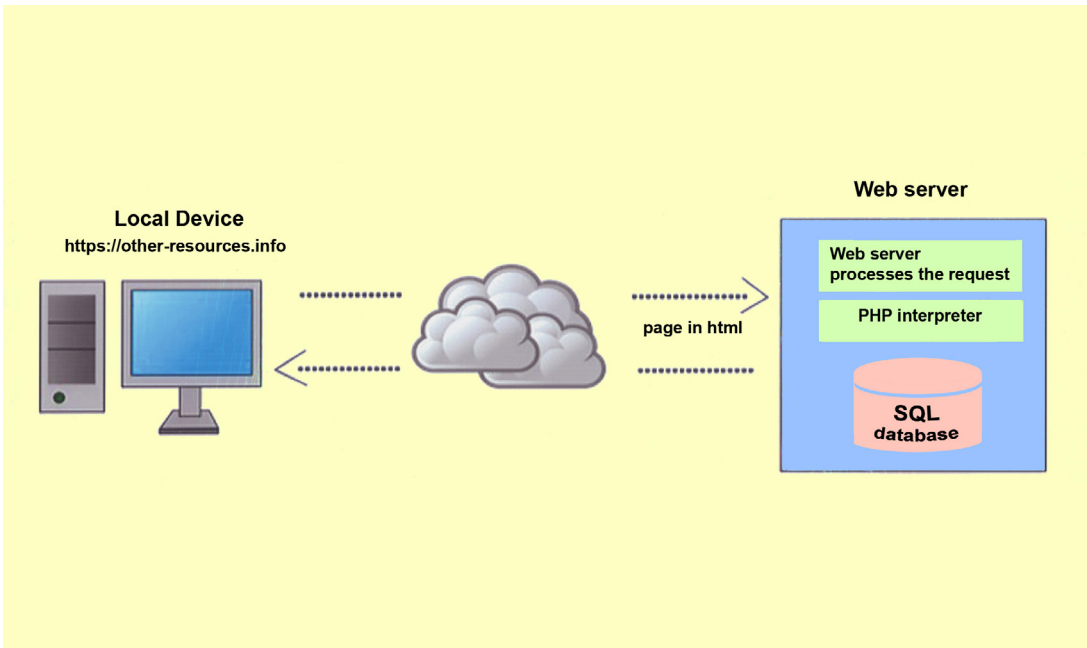 Web server
Local Device
https://other-resources.info
Web server
processes the request
page in html
PHP interpreter
SQL
database